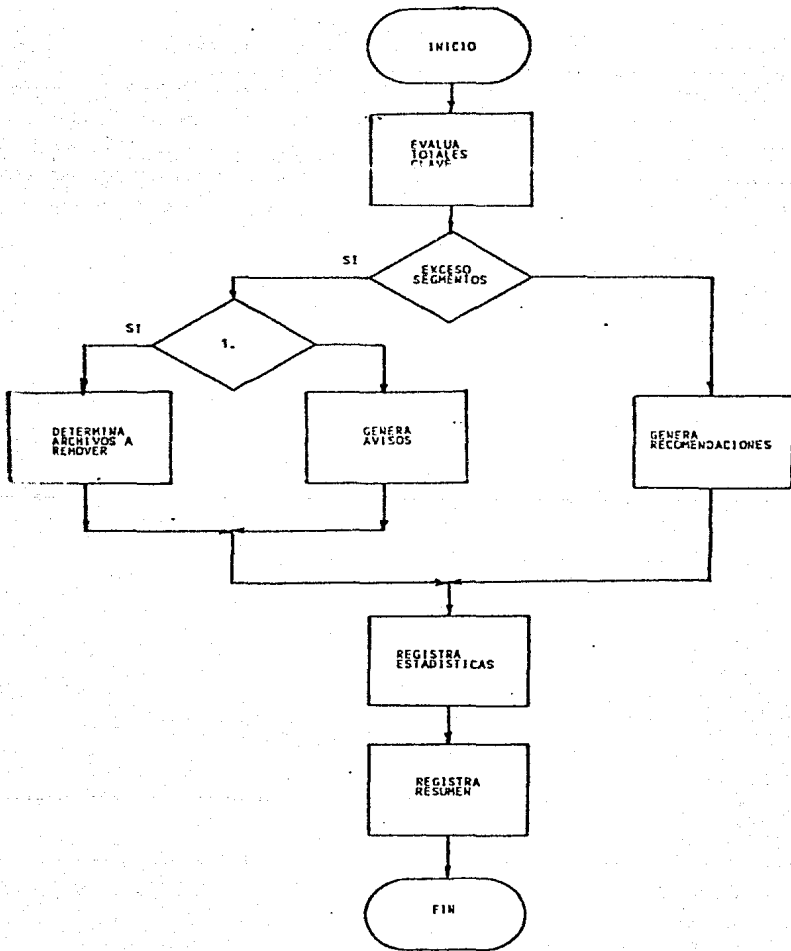 INICIO
EVALUA
TOTALES
CLAVE
EXCESO
SEGMENTOS
SI
SI
1.
DETERMINA
ARCHIVOS A
REMOVER
GENERA
AVISOS
GENERA
RECOMENDACIONES
REGISTRA
ESTADISTICAS
REGISTRA
RESUMEN
FIN